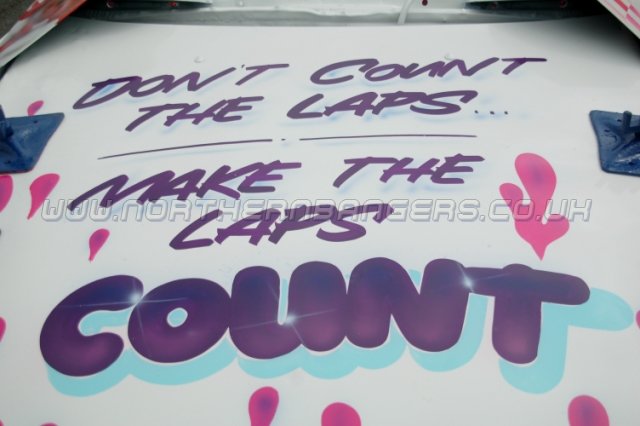 DON'T COUNT
THE LAPS...
MAKE THE
LAPS
WWW.NORTHERNBANGERS.CO.UK
COUNT